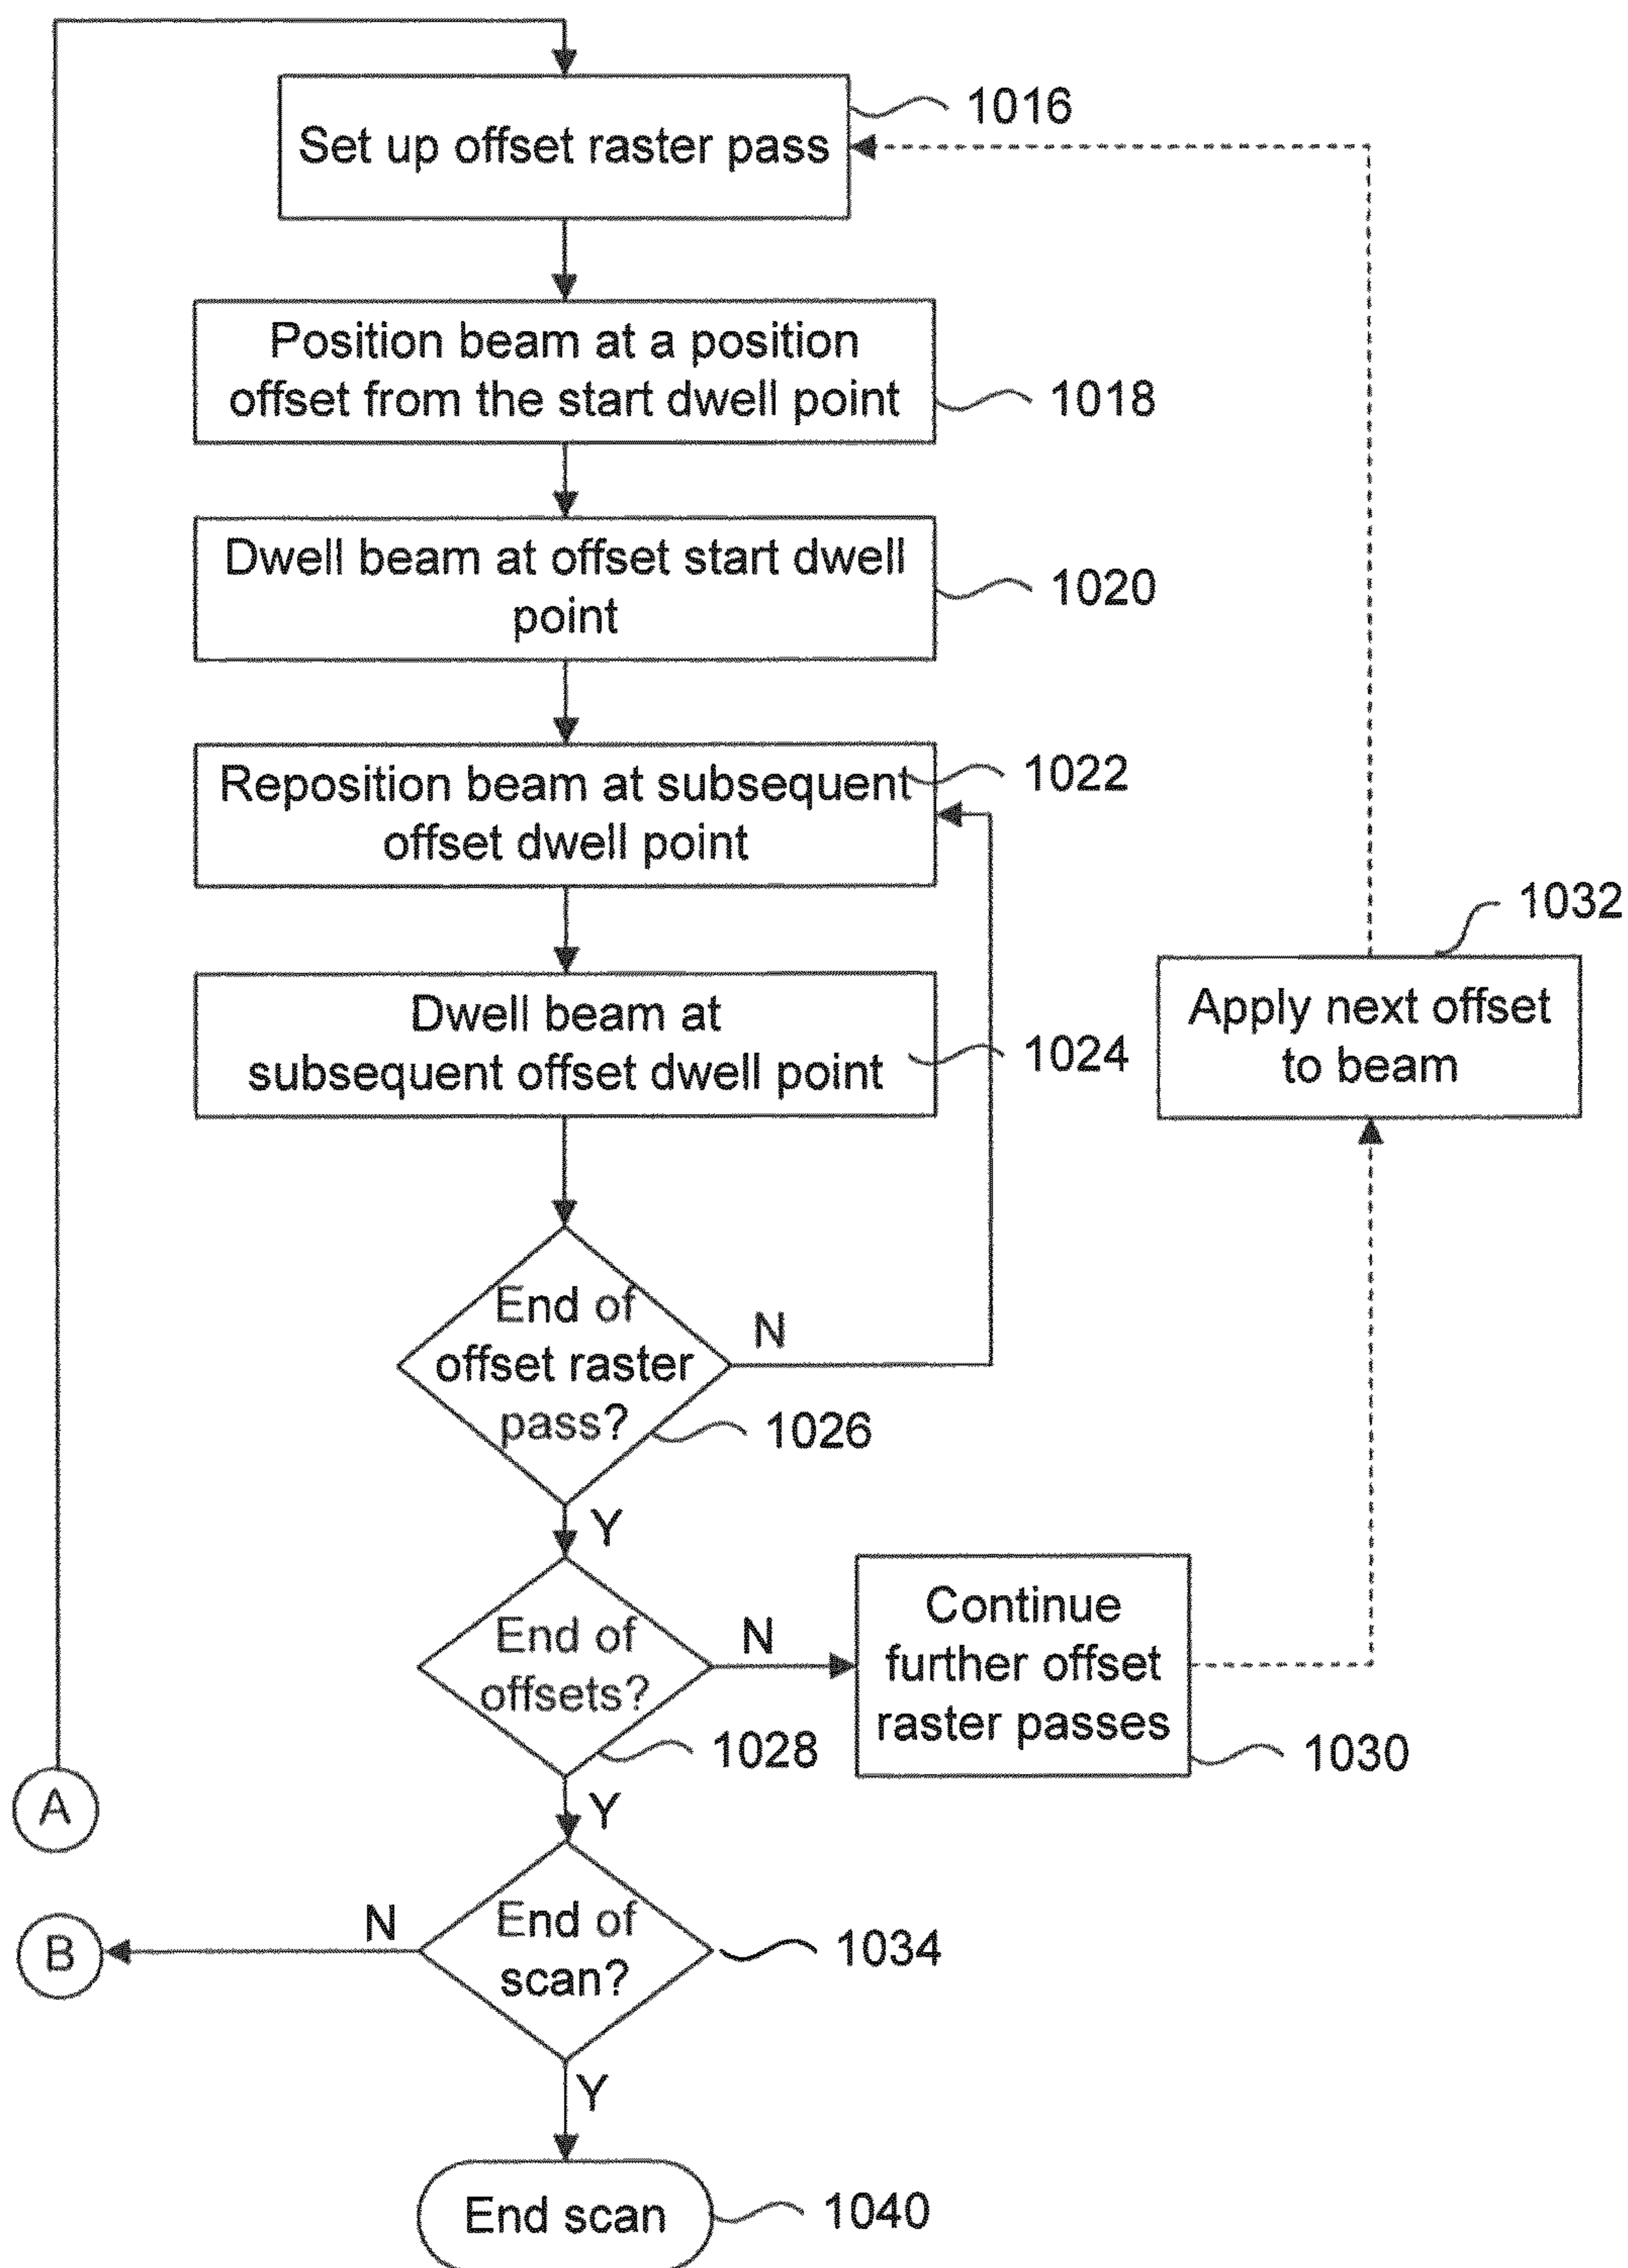 1016
Set up offset raster pass
Position beam at a position
offset from the start dwell point
1018
Dwell beam at offset start dwell
point
1020
Reposition beam at subsequent
offset dwell point
1022
Dwell beam at
subsequent offset dwell point
1024
1032
Apply next offset
to beam
End of
offset raster
pass?
N
1026
Y
End of
offsets?
N
1028
Continue
further offset
raster passes
1030
A
Y
End of
scan?
N
B
1034
Y
End scan
1040